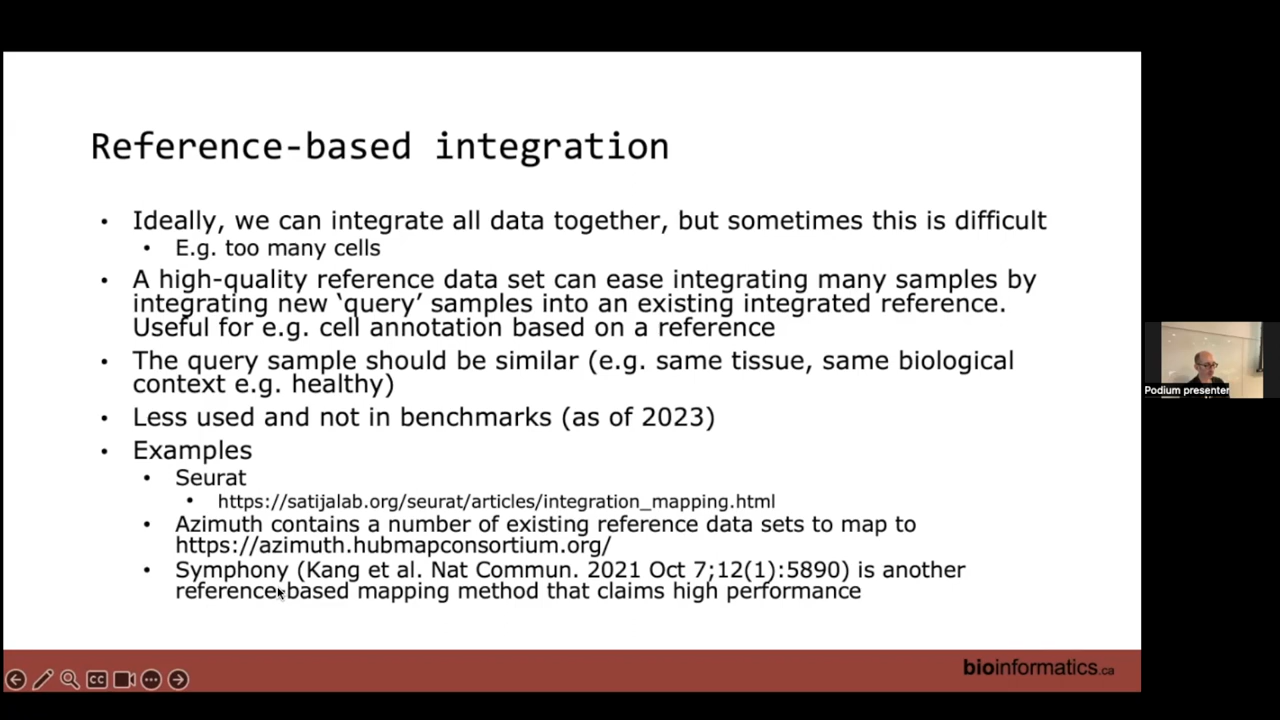 Reference-based integration
• Ideally, we can integrate all data together, but sometimes this is difficult
• E.g. too many cells
• A high-quality reference data set can ease integrating many samples by
integrating new ‘query’ samples into an existing integrated reference.
Useful for e.g. cell annotation based on a reference
• The query sample should be similar (e.g. same tissue, same biological
context e.g. healthy)
• Less used and not in benchmarks (as of 2023)
• Examples
• Seurat
• https://satijalab.org/seurat/articles/integration_mapping.html
• Azimuth contains a number of existing reference data sets to map to
https://azimuth.hubmapconsortium.org/
• Symphony (Kang et al. Nat Commun. 2021 Oct 7;12(1):5890) is another
reference-based mapping method that claims high performance
Podium presenter
CC
bioinformatics.ca